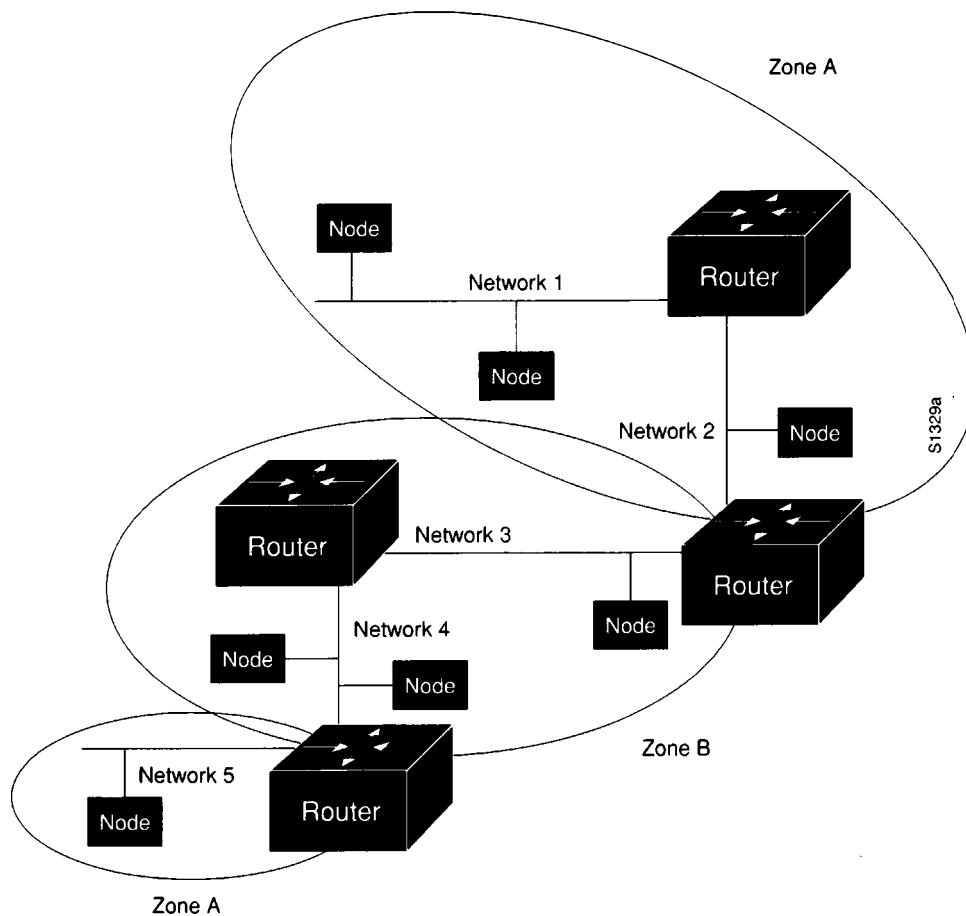 Zone A
Node
Router
Network 1
Node
Network 2
Node
S1329a
Router
Network 3
Router
Node
Network 4
Node
Node
Zone B
Network 5
Router
Node
Zone A